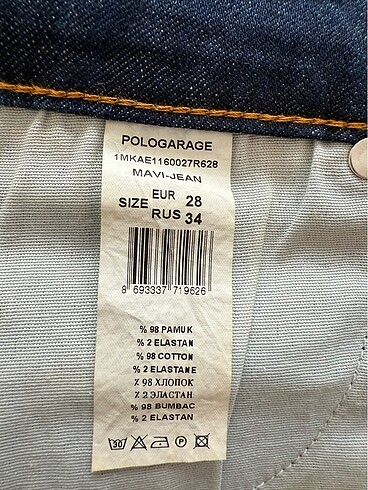 POLOGARAGE
1MKAE1160027R628
MAVI-JEAN
SIZE EUR 28
RUS 34
8 693337 719626
% 98 PAMUK
% 2 ELASTAN
% 98 COTTON
% 2 ELASTANE
% 98 ХЛОПОК
% 2 ЭЛАСТАН
% 98 BUMBAC
% 2 ELASTAN
30 P